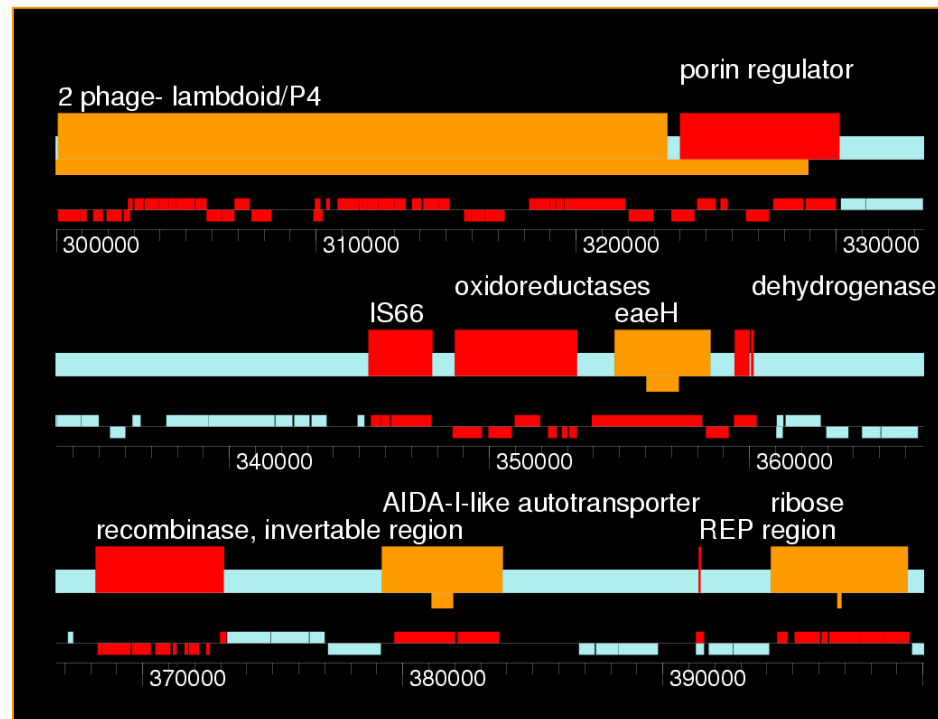 porin regulator
2 phage- lambdoid/P4
300000 310000 320000 330000
oxidoreductases dehydrogenase
IS66 eaeH
340000 350000 360000
AIDA-I-like autotransporter ribose
recombinase, invertable region REP region
370000 380000 390000